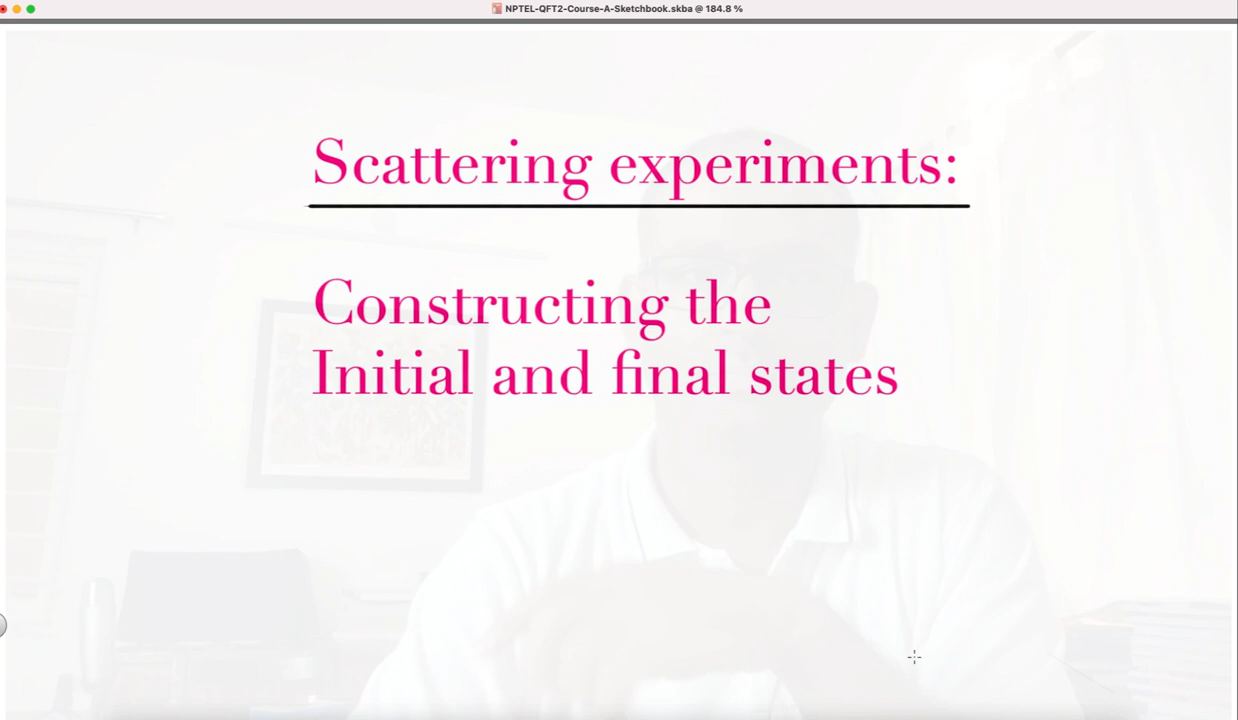 NPTEL-QFT2-Course-A-Sketchbook.skba @ 184.8 %
Scattering experiments:
Constructing the
Initial and final states